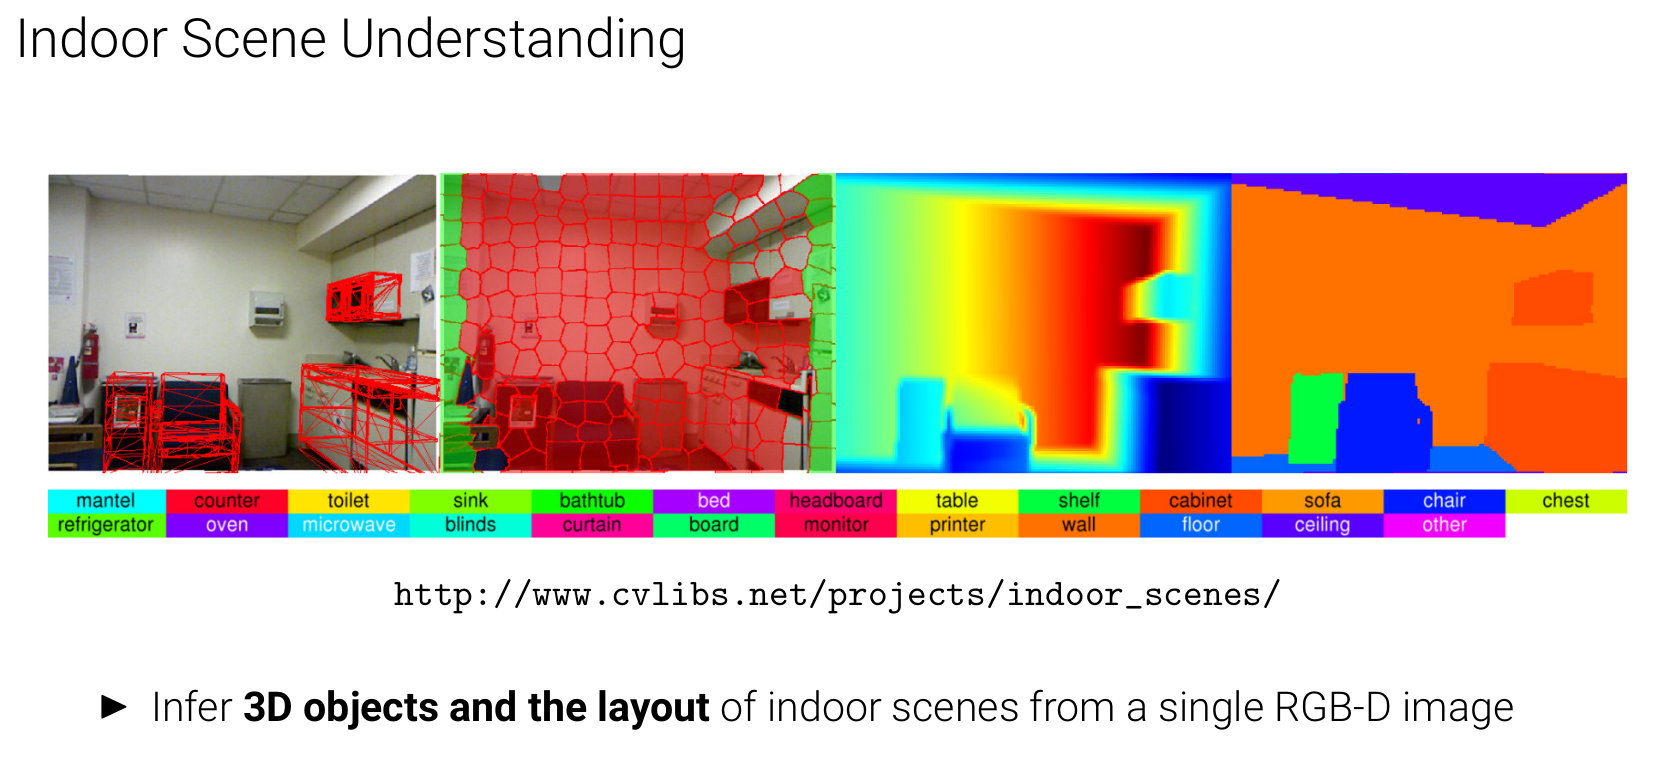 Indoor Scene Understanding
mantel counter toilet sink bathtub bed headboard table shelf cabinet sofa chair chest
refrigerator oven microwave blinds curtain board monitor printer wall floor ceiling other
http://www.cvlibs.net/projects/indoor_scenes/
► Infer 3D objects and the layout of indoor scenes from a single RGB-D image